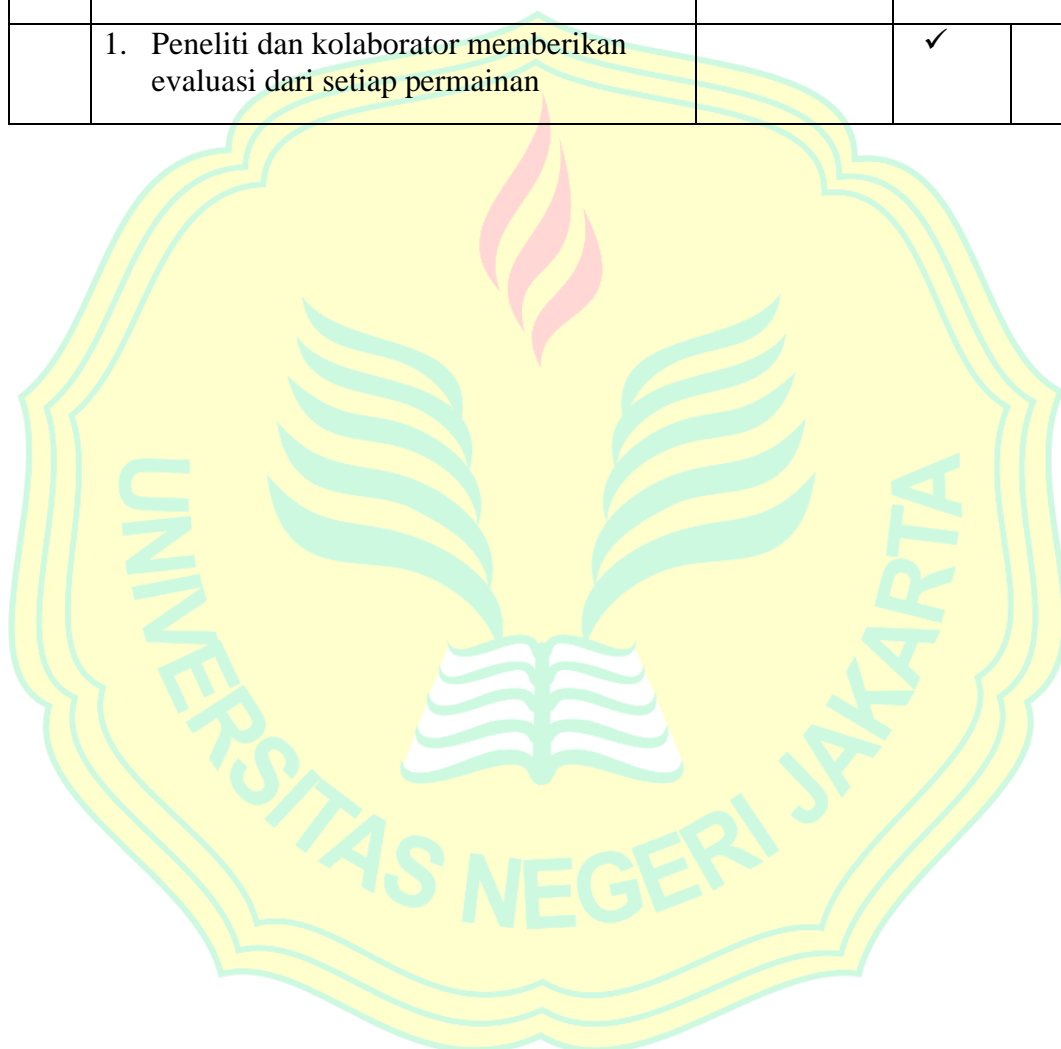 1. Peneliti dan kolaborator memberikan ✓
evaluasi dari setiap permainan
UNIVERSITAS NEGERI JAKARTA